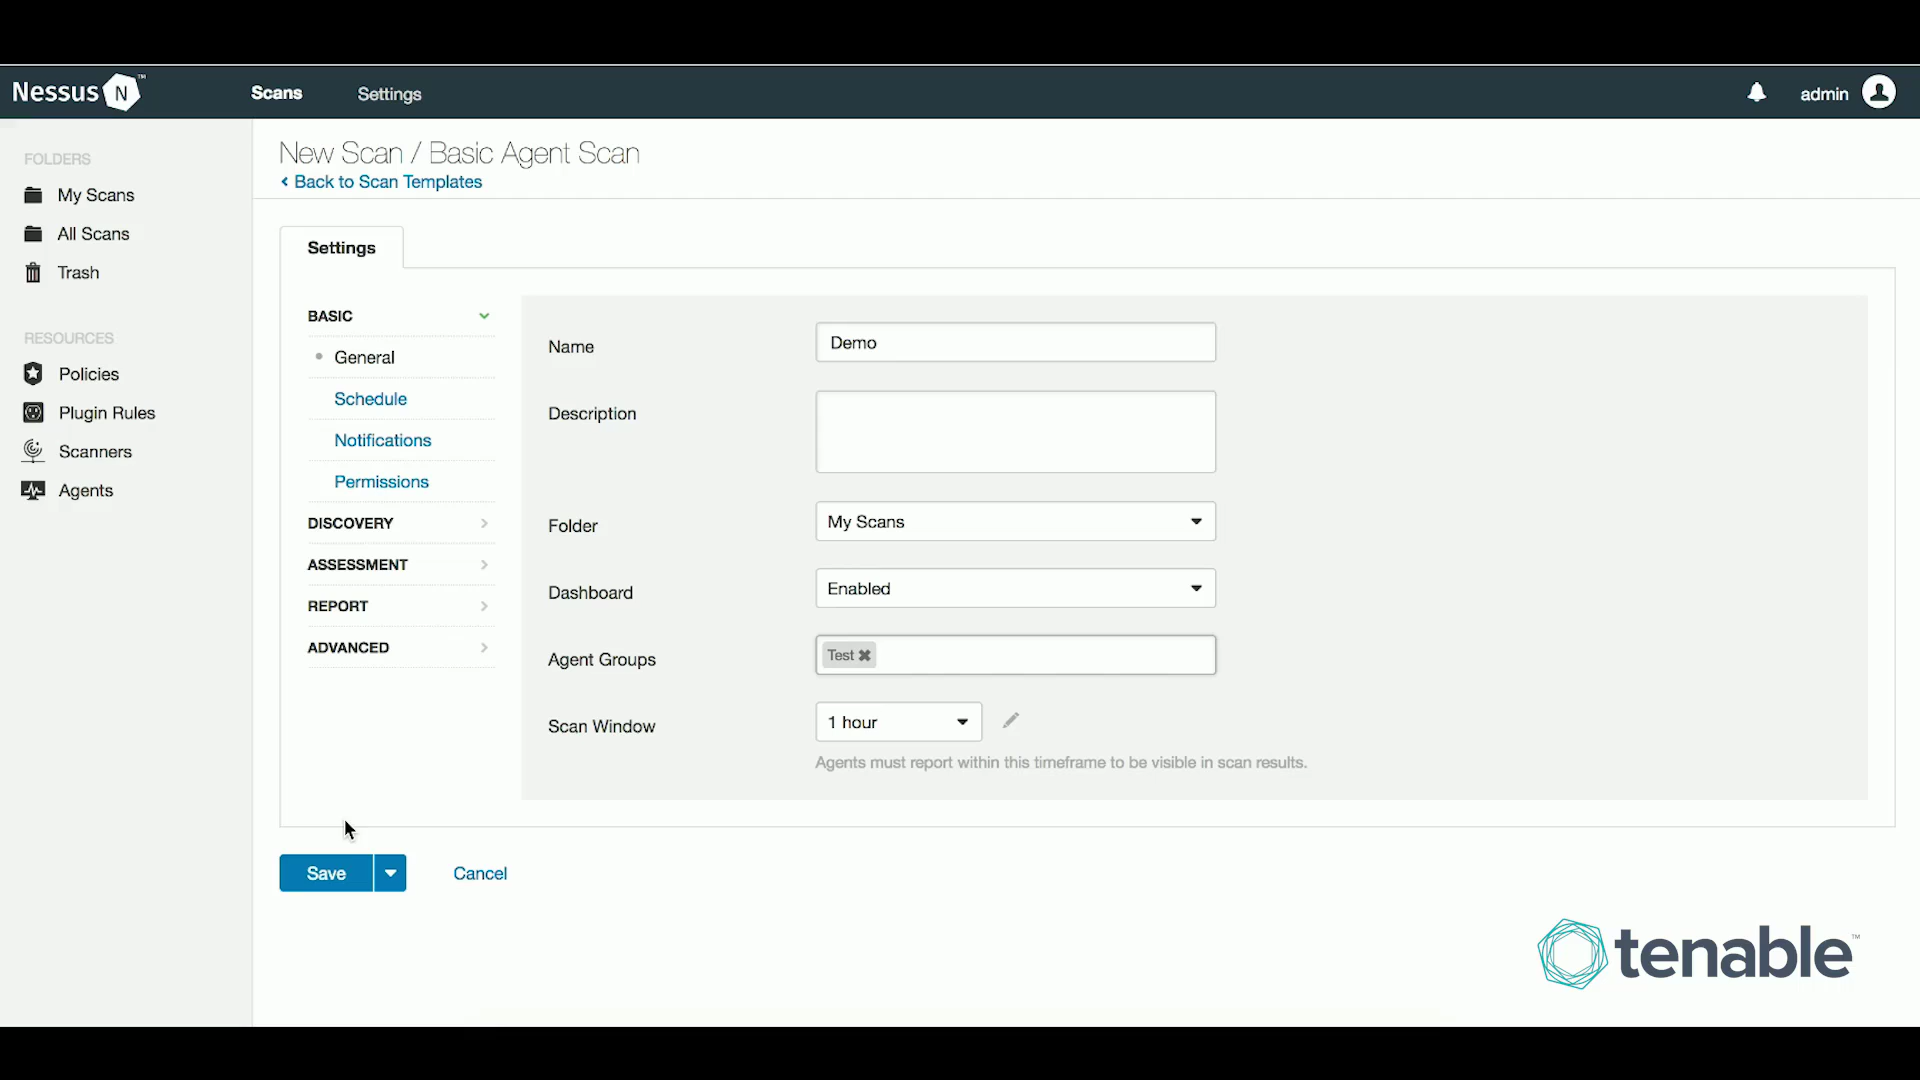 Nessus N ™
Scans
Settings
admin
FOLDERS
My Scans
All Scans
Trash
RESOURCES
Policies
Plugin Rules
Scanners
Agents
New Scan / Basic Agent Scan
‹ Back to Scan Templates
Settings
BASIC
General
Schedule
Notifications
Permissions
DISCOVERY
ASSESSMENT
REPORT
ADVANCED
Name
Demo
Description
Folder
My Scans
Dashboard
Enabled
Agent Groups
Test
Scan Window
1 hour
Agents must report within this timeframe to be visible in scan results.
Save
Cancel
tenable™